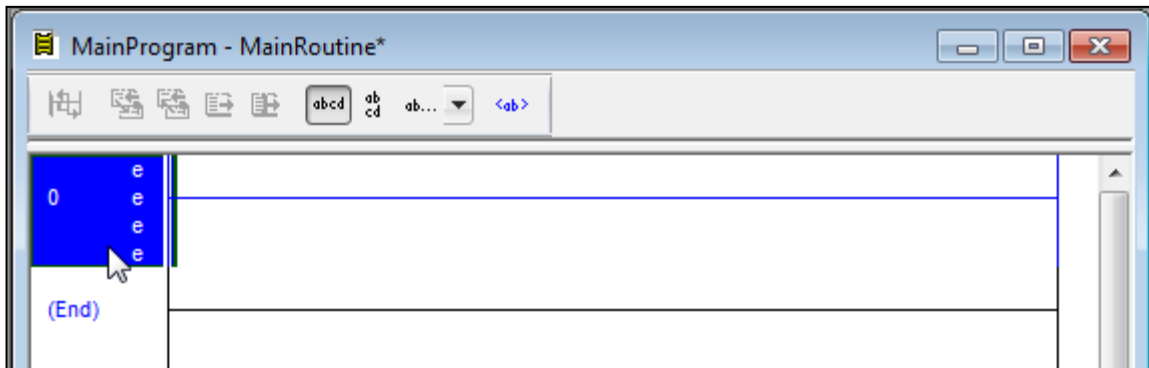 MainProgram - MainRoutine*
abcd ab cd ab... <ab>
e
0 e
e
e
(End)